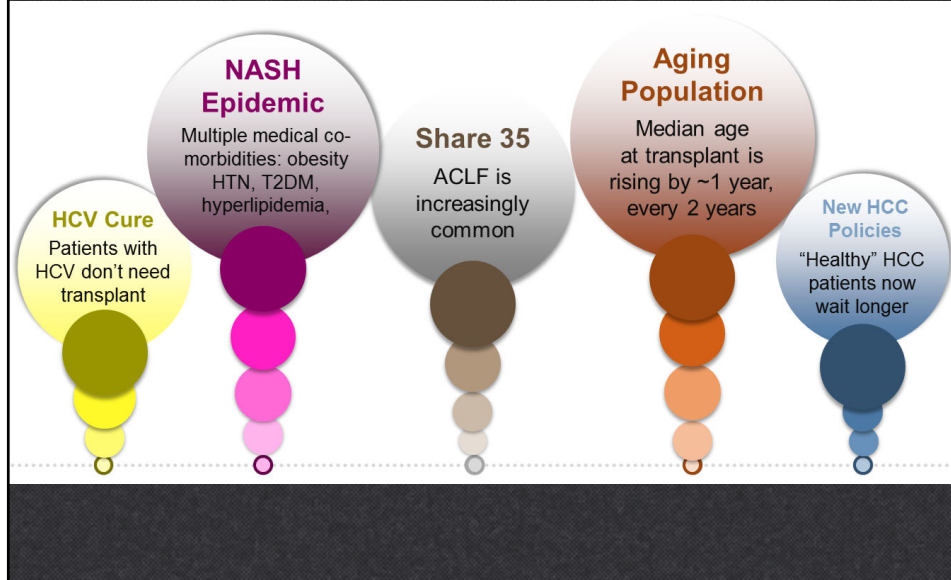 HCV Cure
Patients with
HCV don’t need
transplant
NASH
Epidemic
Multiple medical co-
morbidities: obesity
HTN, T2DM,
hyperlipidemia,
Share 35
ACLF is
increasingly
common
Aging
Population
Median age
at transplant is
rising by ~1 year,
every 2 years
New HCC
Policies
“Healthy” HCC
patients now
wait longer